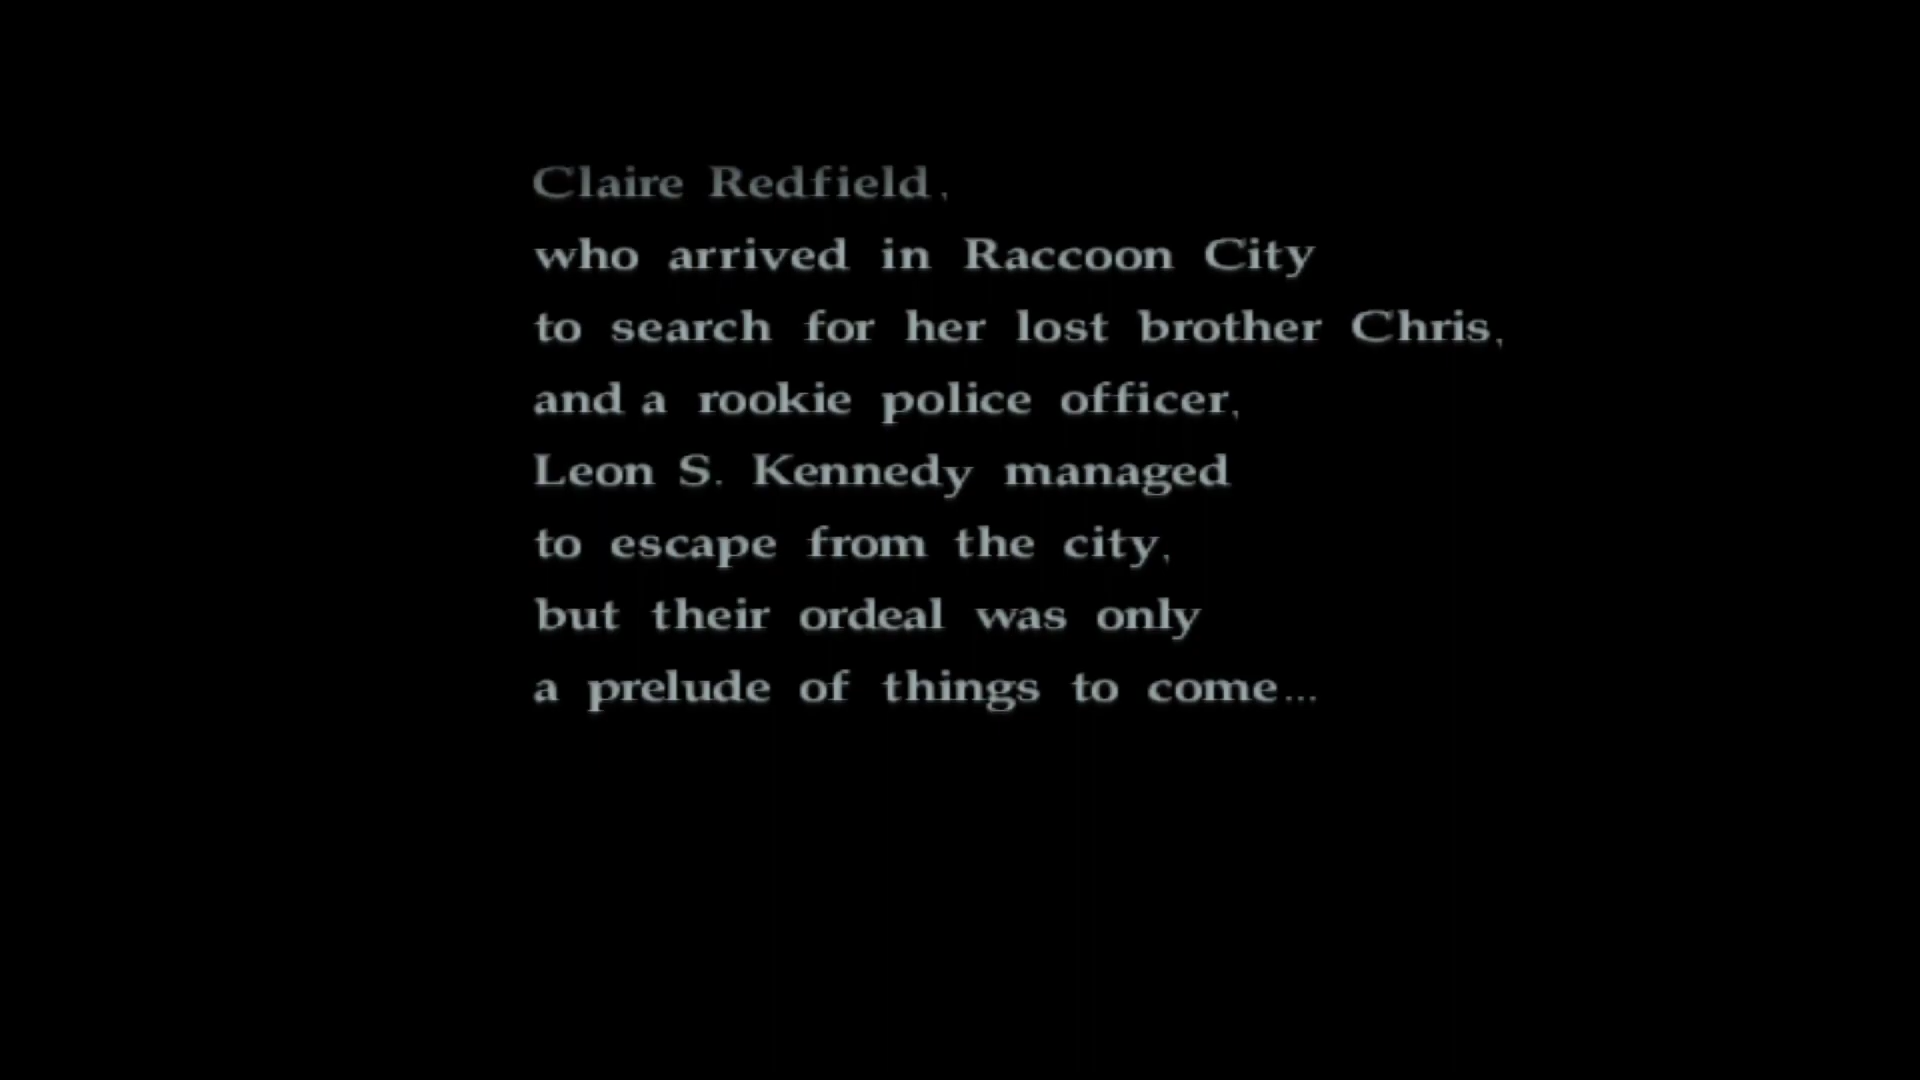 Claire Redfield,
who arrived in Raccoon City
to search for her lost brother Chris,
and a rookie police officer,
Leon S. Kennedy managed
to escape from the city,
but their ordeal was only
a prelude of things to come...